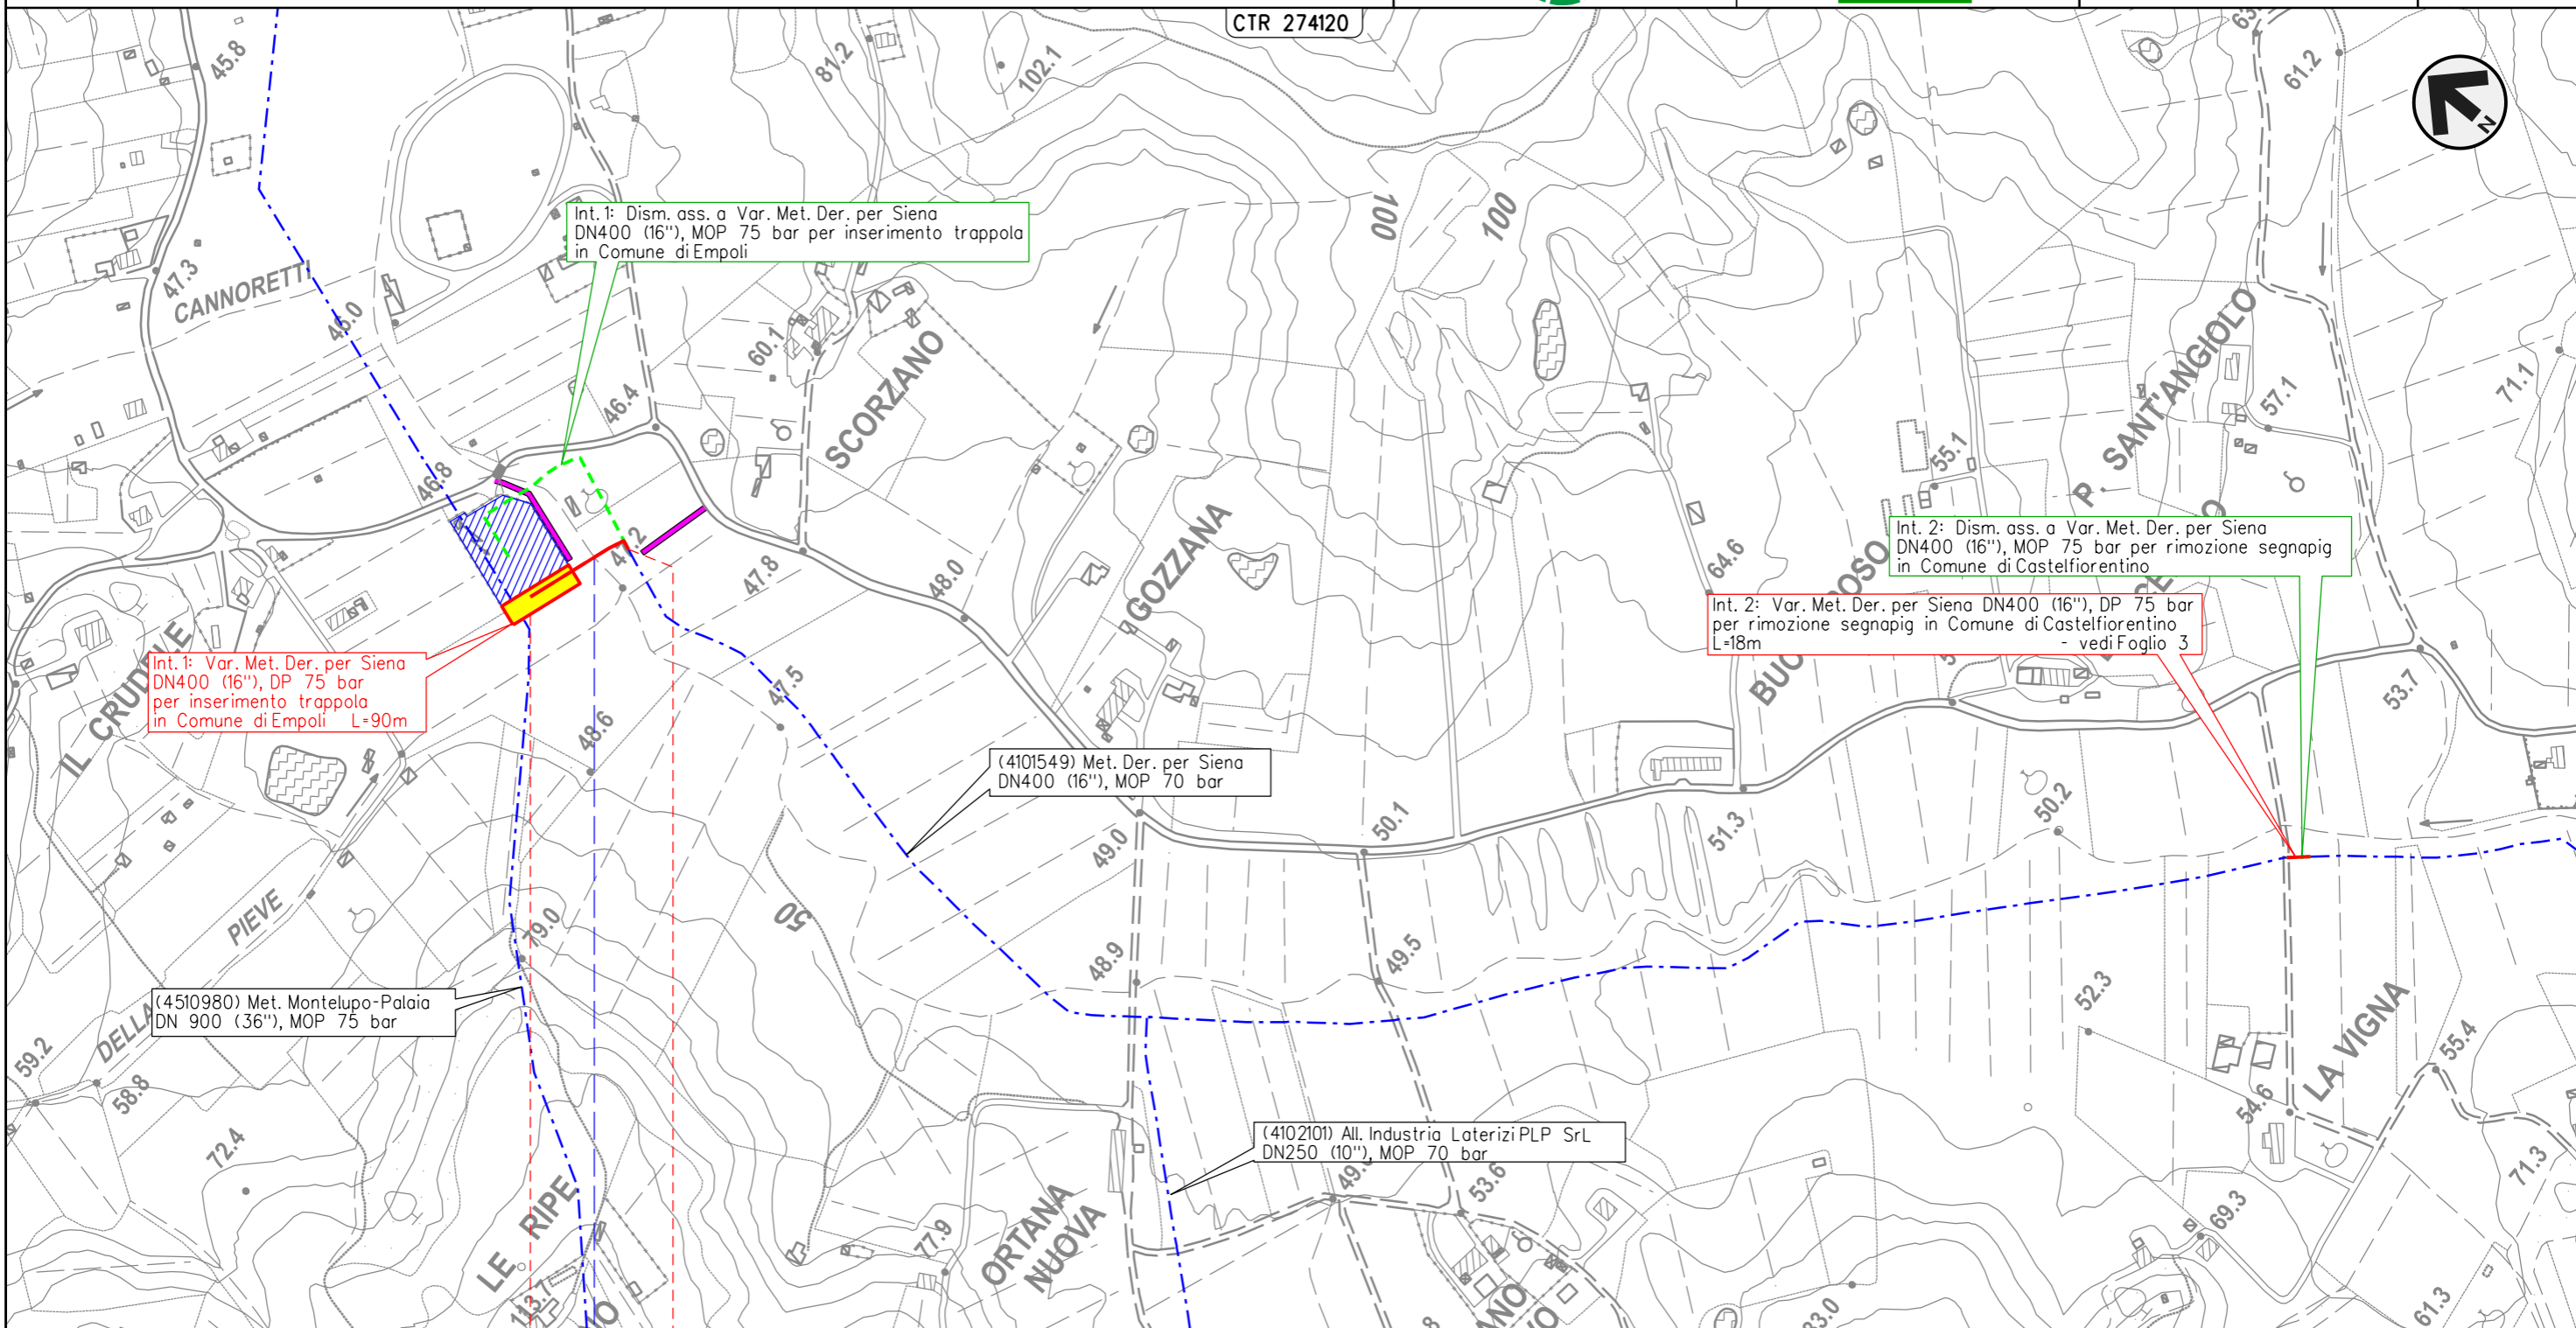 CTR 274120
45.8
81.2
102.1
61.2
N
Int. 1: Dism. ass. a Var. Met. Der. per Siena
DN400 (16"), MOP 75 bar per inserimento trappola
in Comune di Empoli
100
100
47.3
CANNORETTI
60.1
SCORZANO
46.4
46.8
P. SANT'ANGIOLO
57.1
71.1
55.1
47.8
48.0
GOZZANA
64.6
Int. 2: Dism. ass. a Var. Met. Der. per Siena
DN400 (16"), MOP 75 bar per rimozione segnapig
in Comune di Castelfiorentino
Int. 2: Var. Met. Der. per Siena DN400 (16"), DP 75 bar
per rimozione segnapig in Comune di Castelfiorentino
L=18m - vedi Foglio 3
IL CRUDELE
Int. 1: Var. Met. Der. per Siena
DN400 (16"), DP 75 bar
per inserimento trappola
in Comune di Empoli L=90m
47.5
48.6
53.7
(4101549) Met. Der. per Siena
DN400 (16"), MOP 70 bar
49.0
50.1
51.3
50.2
50
PIEVE
DELLA
79.0
48.9
49.5
52.3
(4510980) Met. Montelupo-Palaia
DN 900 (36"), MOP 75 bar
59.2
58.8
72.4
LA VIGNA
55.4
54.6
(4102101) All. Industria Laterizi PLP SrL
DN250 (10"), MOP 70 bar
53.6
71.3
69.3
LE RIPE
113.7
77.9
ORTANA
NUOVA
61.3